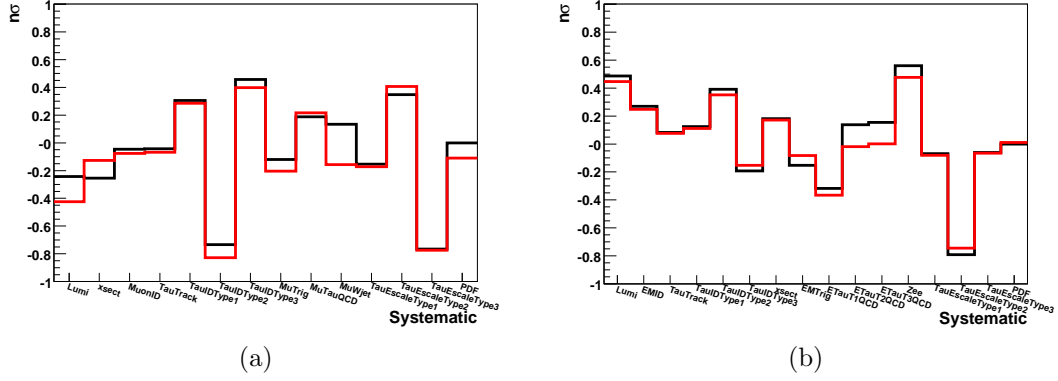 nσ
1
0.8
0.6
0.4
0.2
-0
-0.2
-0.4
-0.6
-0.8
-1
Lumi
xsect
MuonID
TauTrack
TauIDType1
TauIDType2
TauIDType3
MuTrig
MuTauQCD
MuWjet
TauEscaleType1
TauEscaleType2
TauEscaleType3
PDF
Systematic
(a)
nσ
1
0.8
0.6
0.4
0.2
-0
-0.2
-0.4
-0.6
-0.8
-1
Lumi
EMID
TauTrack
TauIDType1
TauIDType2
TauIDType3
xsect
EMTrig
ETauT1QCD
ETauT2QCD
ETauT3QCD
Zee
TauEscaleType1
TauEscaleType2
TauEscaleType3
PDF
Systematic
(b)